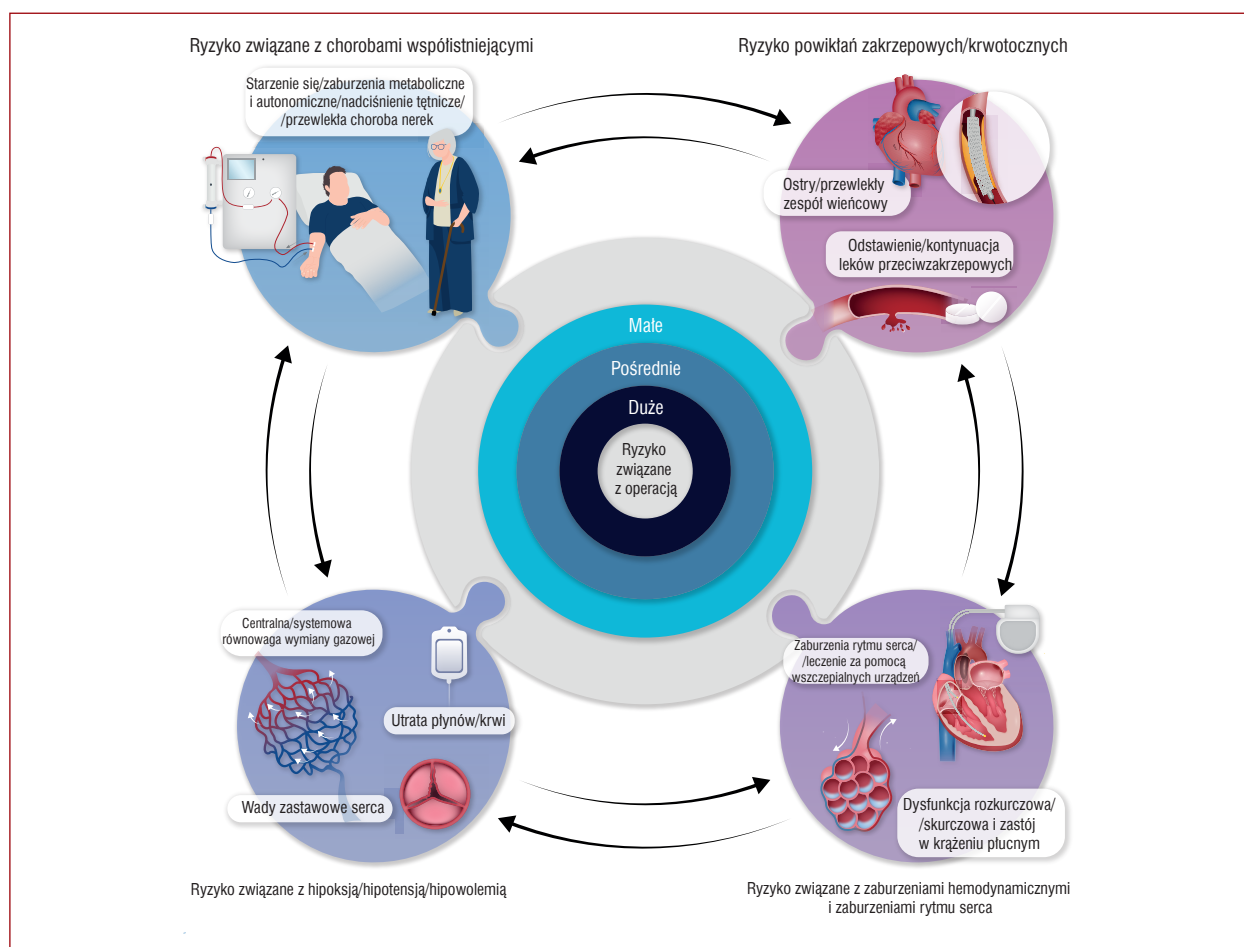 Ryzyko związane z chorobami współistniejącymi
Starzenie się/zaburzenia metaboliczne
i autonomiczne/nadciśnienie tętnicze/
/przewlekła choroba nerek
Ryzyko powikłań zakrzepowych/krwotocznych
Ostry/przewlekły
zespół wieńcowy
Odstawienie/kontynuacja
leków przeciwzakrzepowych
Małe
Pośrednie
Duże
Ryzyko
związane
z operacją
Centralna/systemowa
równowaga wymiany gazowej
Utrata płynów/krwi
Wady zastawowe serca
Ryzyko związane z hipoksją/hipotensją/hipowolemią
Zaburzenia rytmu serca/
/leczenie za pomocą
wszczepialnych urządzeń
Dysfunkcja rozkurczowa/
/skurczowa i zastój
w krążeniu płucnym
Ryzyko związane z zaburzeniami hemodynamicznymi
i zaburzeniami rytmu serca